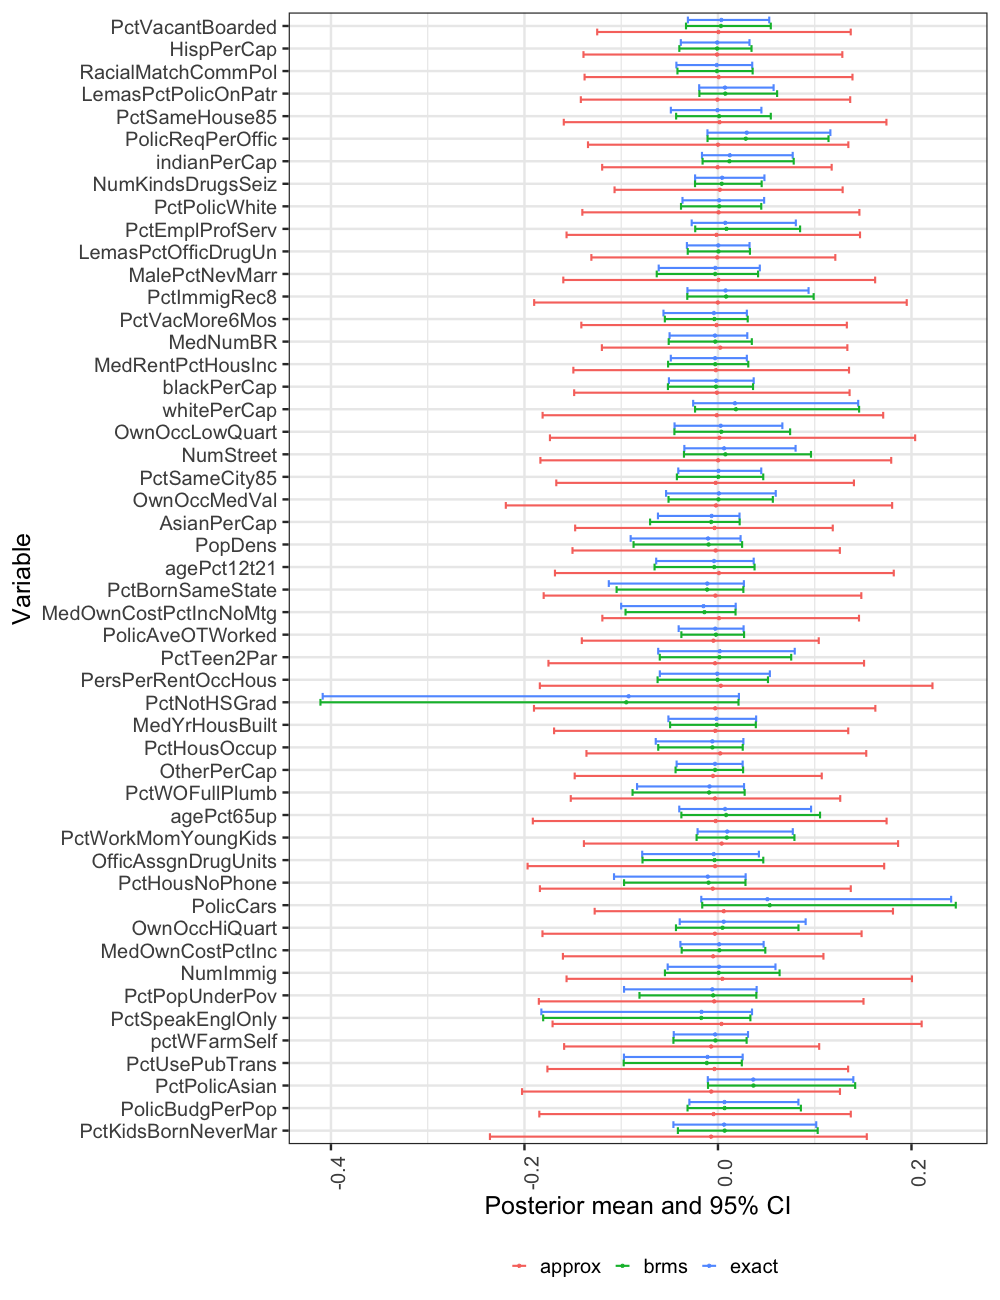 PctVacantBoarded
HispPerCap
RacialMatchCommPol
LemasPctPolicOnPatr
PctSameHouse85
PolicReqPerOffic
indianPerCap
NumKindsDrugsSeiz
PctPolicWhite
PctEmplProfServ
LemasPctOfficDrugUn
MalePctNevMarr
PctImmigRec8
PctVacMore6Mos
MedNumBR
MedRentPctHousInc
blackPerCap
whitePerCap
OwnOccLowQuart
NumStreet
PctSameCity85
OwnOccMedVal
AsianPerCap
PopDens
agePct12t21
PctBornSameState
MedOwnCostPctIncNoMtg
PolicAveOTWorked
PctTeen2Par
PersPerRentOccHous
PctNotHSGrad
MedYrHousBuilt
PctHousOccup
OtherPerCap
PctWOFullPlumb
agePct65up
PctWorkMomYoungKids
OfficAssgnDrugUnits
PctHousNoPhone
PolicCars
OwnOccHiQuart
MedOwnCostPctInc
NumImmig
PctPopUnderPov
PctSpeakEnglOnly
pctWFarmSelf
PctUsePubTrans
PctPolicAsian
PolicBudgPerPop
PctKidsBornNeverMar
Variable
-0.4
-0.2
0.0
0.2
Posterior mean and 95% CI
approx
brms
exact